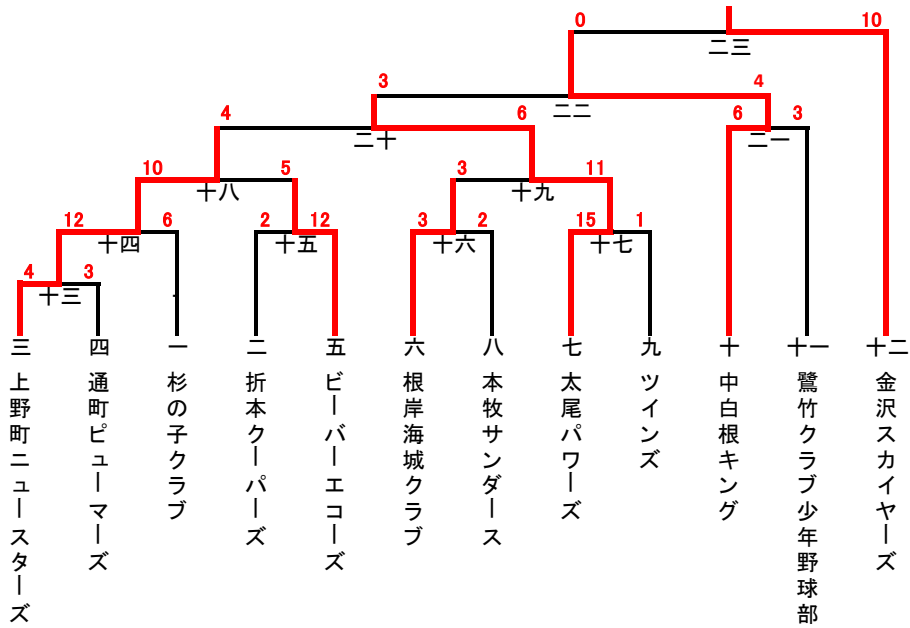 0
10
二三
3
4
二二
4
6
6
3
二十
二一
10
5
3
11
十八
十九
12
6
2
12
3
2
15
1
十四
十五
十六
十七
4
3
十三
三
四
一
二
五
六
八
七
九
十
十一
十二
上野町ニュースターズ
通町ピューマーズ
杉の子クラブ
折本クーパーズ
ビーバーエコーズ
根岸海城クラブ
本牧サンダース
太尾パワーズ
ツインズ
中白根キング
鷺竹クラブ少年野球部
金沢スカイヤーズ